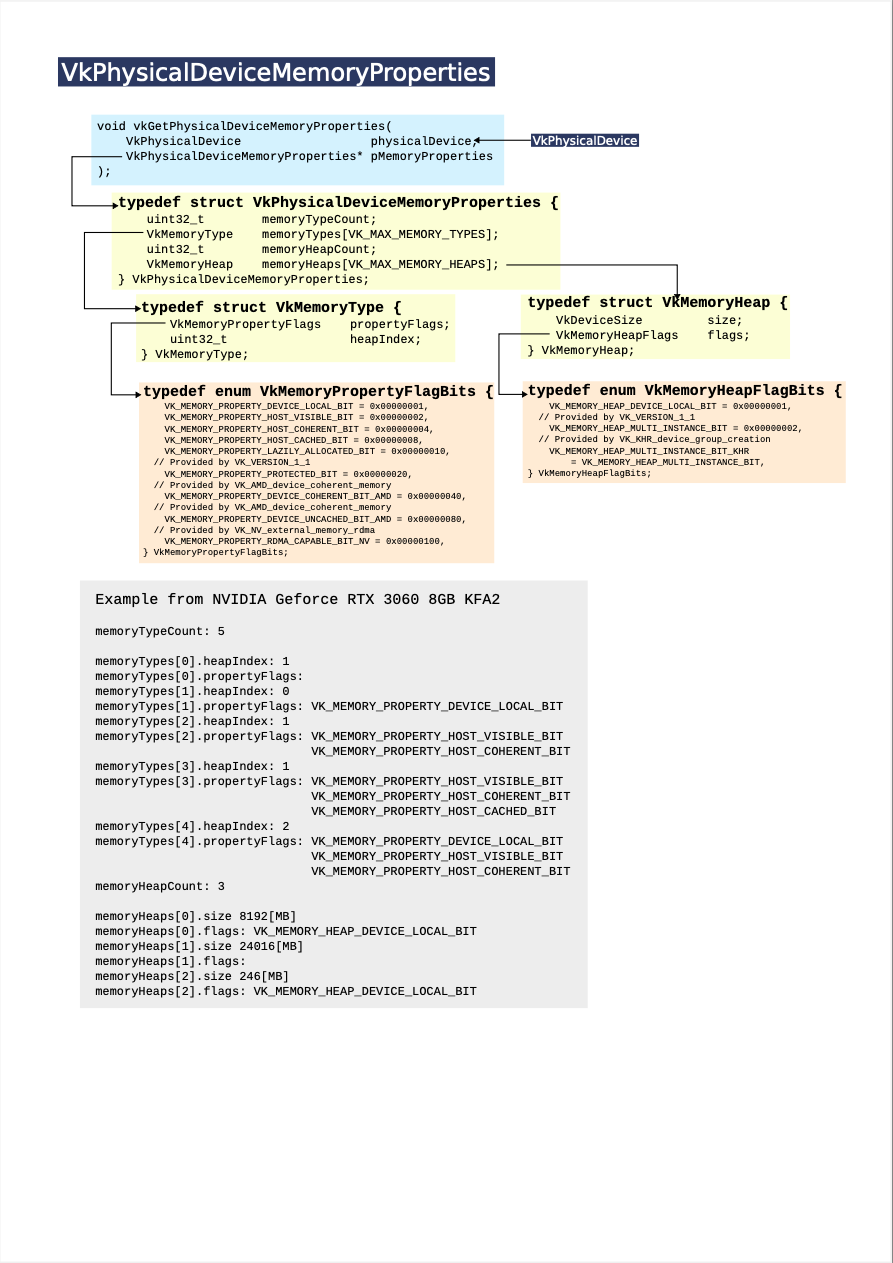 VkPhysicalDeviceMemoryProperties
void vkGetPhysicalDeviceMemoryProperties(
VkPhysicalDevice physicalDevice,
VkPhysicalDevice
VkPhysicalDeviceMemoryProperties* pMemoryProperties
);
typedef struct VkPhysicalDeviceMemoryProperties {
uint32_t memoryTypeCount;
VkMemoryType memoryTypes[VK_MAX_MEMORY_TYPES];
uint32_t memoryHeapCount;
VkMemoryHeap memoryHeaps[VK_MAX_MEMORY_HEAPS];
} VkPhysicalDeviceMemoryProperties;
typedef struct VkMemoryType {
VkMemoryPropertyFlags propertyFlags;
uint32_t heapIndex;
} VkMemoryType;
typedef struct VkMemoryHeap {
VkDeviceSize size;
VkMemoryHeapFlags flags;
} VkMemoryHeap;
typedef enum VkMemoryPropertyFlagBits {
VK_MEMORY_PROPERTY_DEVICE_LOCAL_BIT = 0x00000001,
VK_MEMORY_PROPERTY_HOST_VISIBLE_BIT = 0x00000002,
VK_MEMORY_PROPERTY_HOST_COHERENT_BIT = 0x00000004,
VK_MEMORY_PROPERTY_HOST_CACHED_BIT = 0x00000008,
VK_MEMORY_PROPERTY_LAZILY_ALLOCATED_BIT = 0x00000010,
// Provided by VK_VERSION_1_1
VK_MEMORY_PROPERTY_PROTECTED_BIT = 0x00000020,
// Provided by VK_AMD_device_coherent_memory
VK_MEMORY_PROPERTY_DEVICE_COHERENT_BIT_AMD = 0x00000040,
// Provided by VK_AMD_device_coherent_memory
VK_MEMORY_PROPERTY_DEVICE_UNCACHED_BIT_AMD = 0x00000080,
// Provided by VK_NV_external_memory_rdma
VK_MEMORY_PROPERTY_RDMA_CAPABLE_BIT_NV = 0x00000100,
} VkMemoryPropertyFlagBits;
typedef enum VkMemoryHeapFlagBits {
VK_MEMORY_HEAP_DEVICE_LOCAL_BIT = 0x00000001,
// Provided by VK_VERSION_1_1
VK_MEMORY_HEAP_MULTI_INSTANCE_BIT = 0x00000002,
// Provided by VK_KHR_device_group_creation
VK_MEMORY_HEAP_MULTI_INSTANCE_BIT_KHR
= VK_MEMORY_HEAP_MULTI_INSTANCE_BIT,
} VkMemoryHeapFlagBits;
Example from NVIDIA Geforce RTX 3060 8GB KFA2
memoryTypeCount: 5
memoryTypes[0].heapIndex: 1
memoryTypes[0].propertyFlags:
memoryTypes[1].heapIndex: 0
memoryTypes[1].propertyFlags: VK_MEMORY_PROPERTY_DEVICE_LOCAL_BIT
memoryTypes[2].heapIndex: 1
memoryTypes[2].propertyFlags: VK_MEMORY_PROPERTY_HOST_VISIBLE_BIT
VK_MEMORY_PROPERTY_HOST_COHERENT_BIT
memoryTypes[3].heapIndex: 1
memoryTypes[3].propertyFlags: VK_MEMORY_PROPERTY_HOST_VISIBLE_BIT
VK_MEMORY_PROPERTY_HOST_COHERENT_BIT
VK_MEMORY_PROPERTY_HOST_CACHED_BIT
memoryTypes[4].heapIndex: 2
memoryTypes[4].propertyFlags: VK_MEMORY_PROPERTY_DEVICE_LOCAL_BIT
VK_MEMORY_PROPERTY_HOST_VISIBLE_BIT
VK_MEMORY_PROPERTY_HOST_COHERENT_BIT
memoryHeapCount: 3
memoryHeaps[0].size 8192[MB]
memoryHeaps[0].flags: VK_MEMORY_HEAP_DEVICE_LOCAL_BIT
memoryHeaps[1].size 24016[MB]
memoryHeaps[1].flags:
memoryHeaps[2].size 246[MB]
memoryHeaps[2].flags: VK_MEMORY_HEAP_DEVICE_LOCAL_BIT